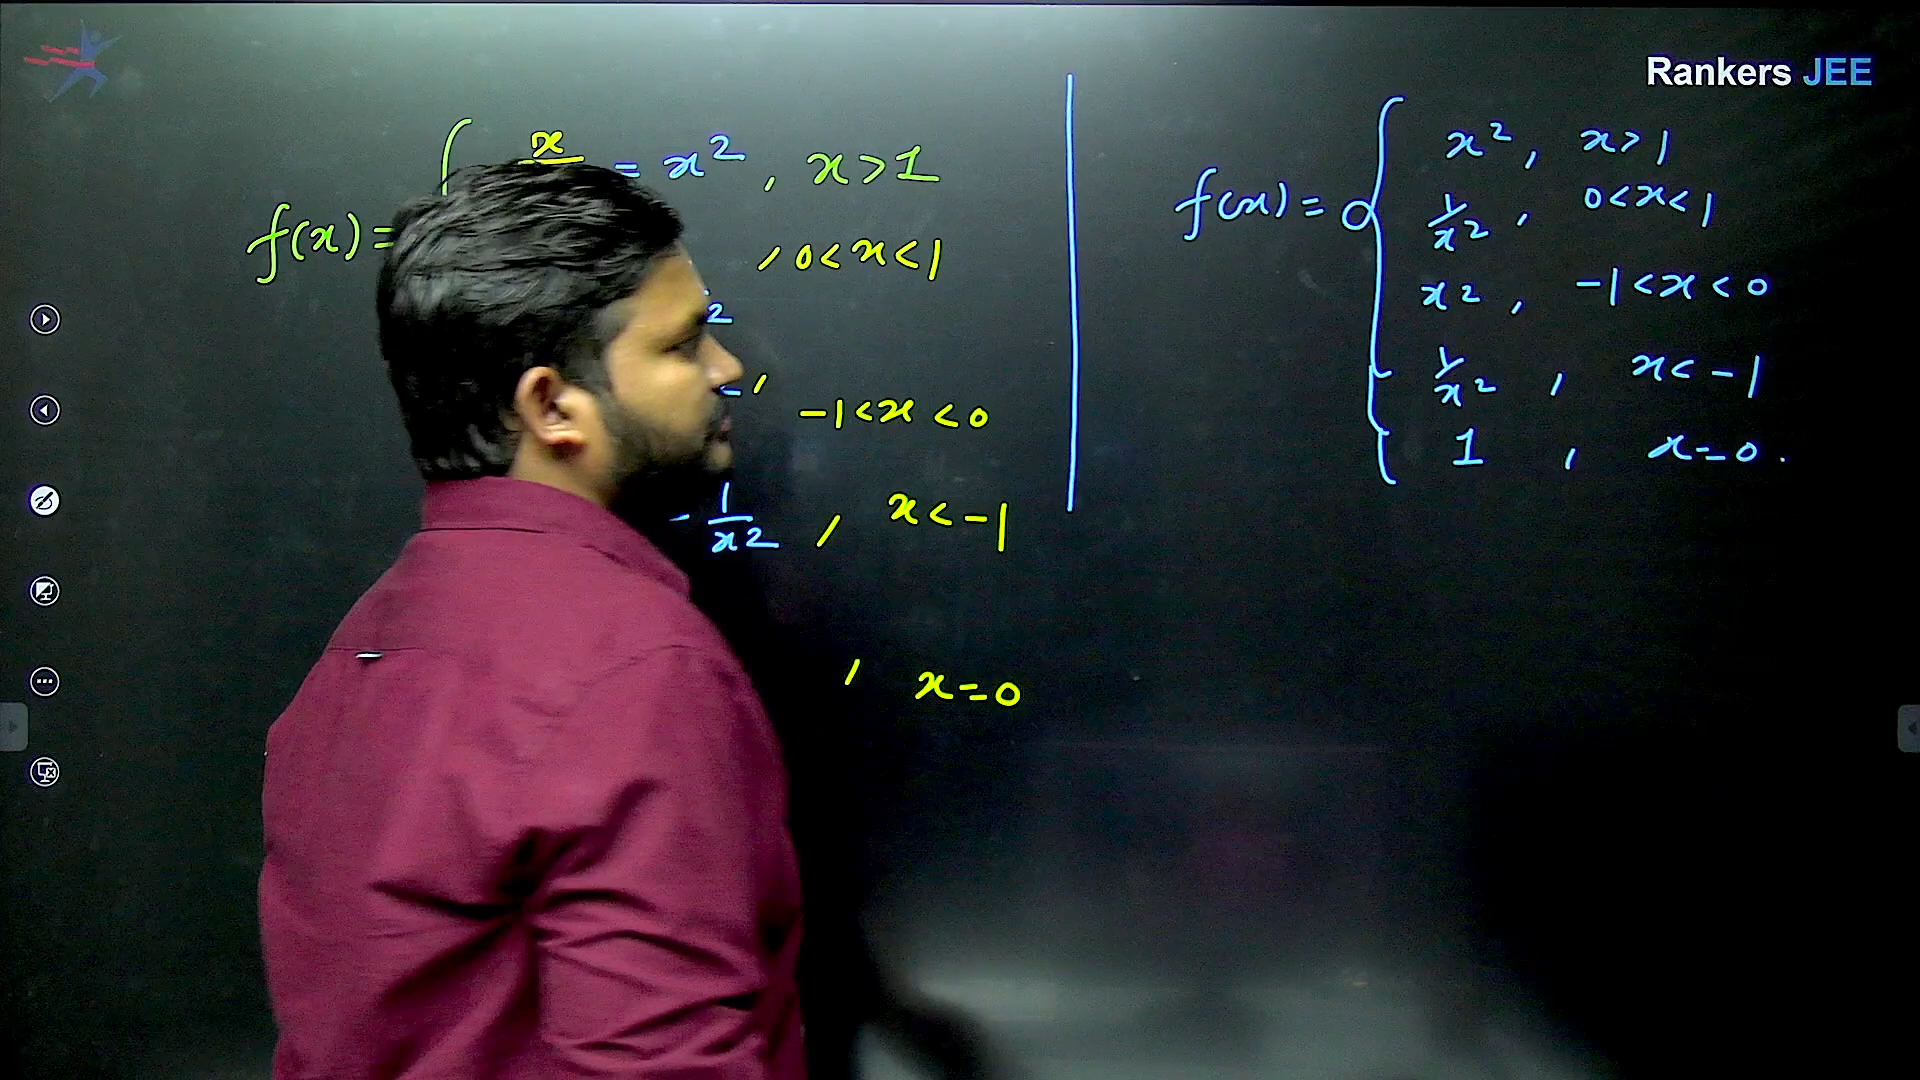 Rankers JEE
f(x) =
x
= x², x>1
, 0<x<1
2
, -1<x<0
- 1/x², x<-1
, x=0
f(x) =
x², x>1
1/x², 0<x<1
x², -1<x<0
1/x², x<-1
1, x=0.